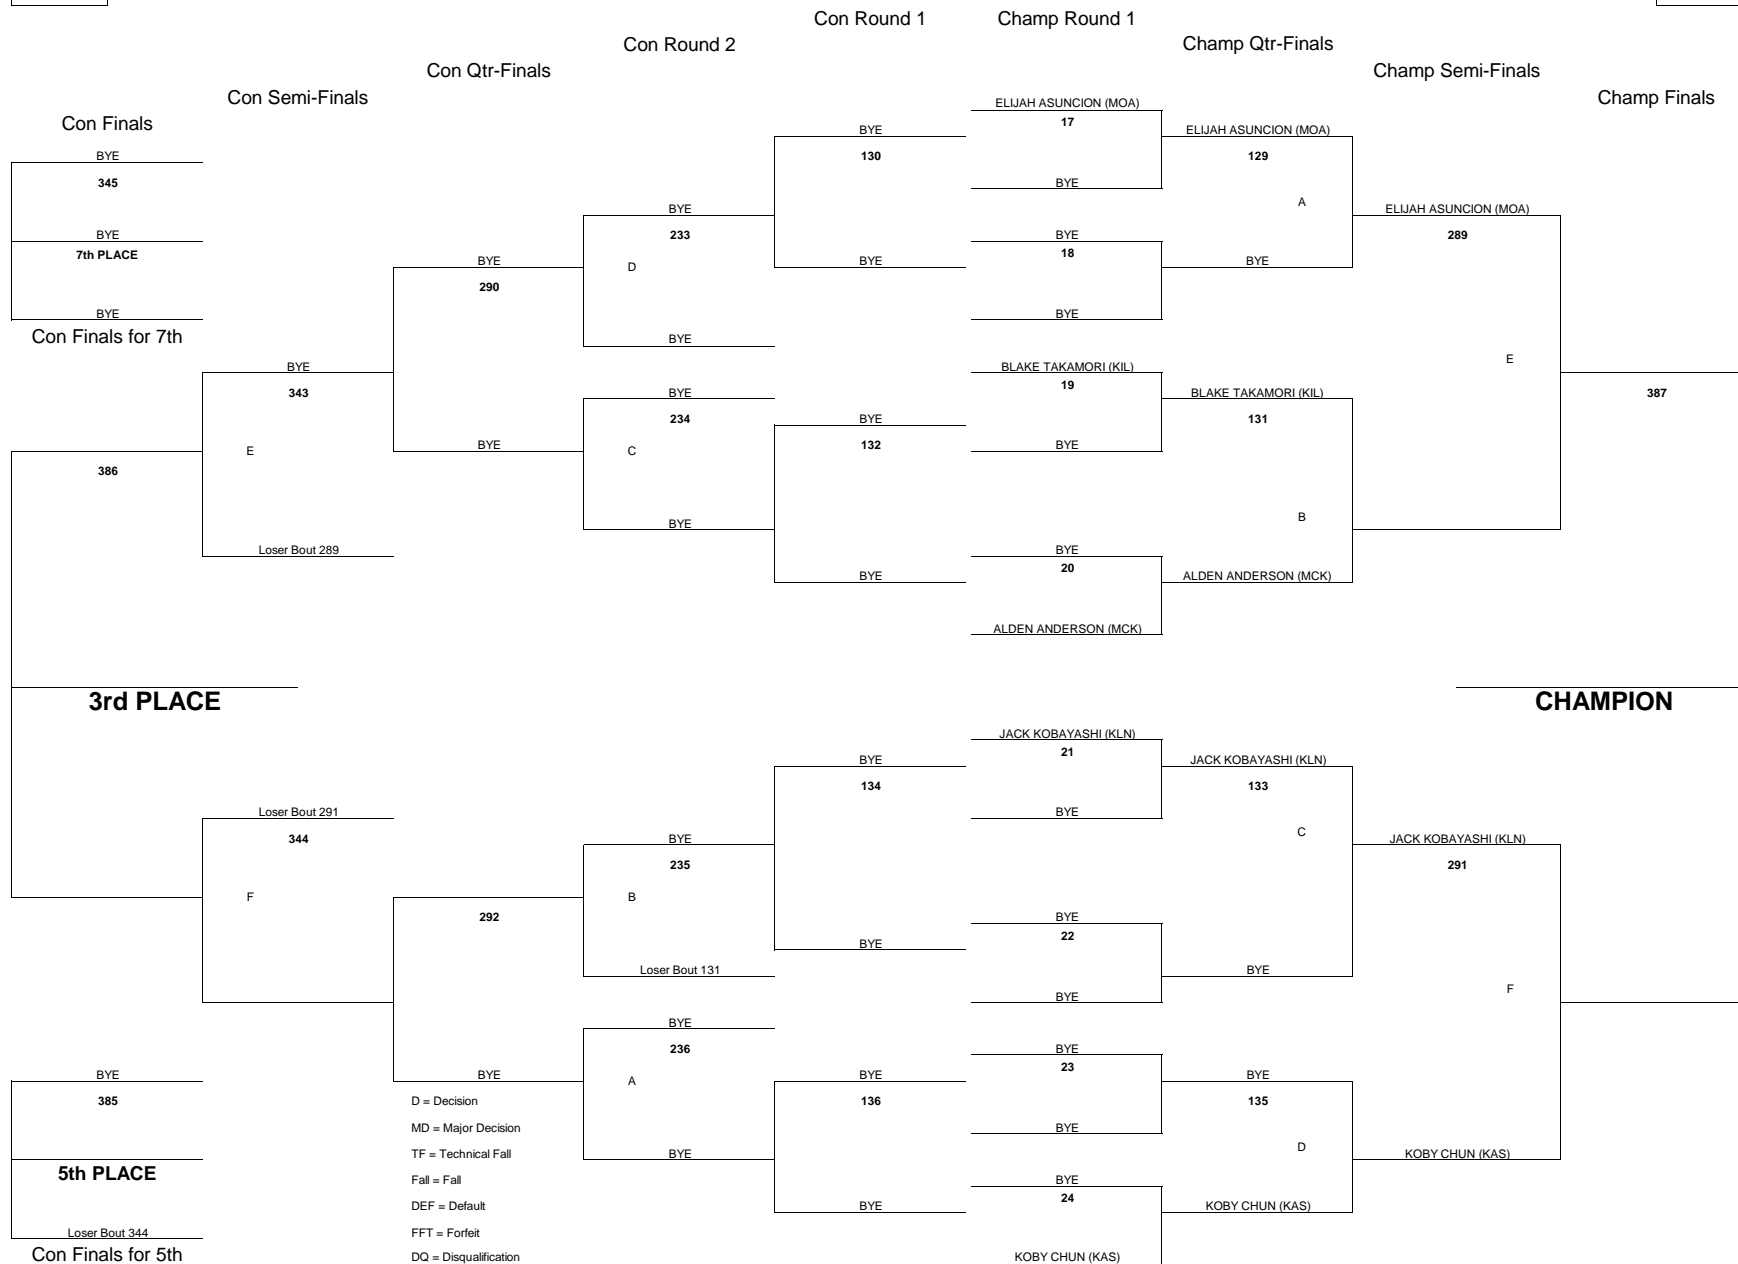 Con Round 1
Champ Round 1
Con Round 2
Champ Qtr-Finals
Con Qtr-Finals
Champ Semi-Finals
Con Semi-Finals
Champ Finals
Con Finals
ELIJAH ASUNCION (MOA)
17
BYE
ELIJAH ASUNCION (MOA)
BYE
130
129
345
BYE
A
BYE
ELIJAH ASUNCION (MOA)
BYE
233
BYE
289
7th PLACE
18
BYE
D
BYE
BYE
290
BYE
BYE
Con Finals for 7th
BYE
E
BYE
BLAKE TAKAMORI (KIL)
19
343
BYE
BLAKE TAKAMORI (KIL)
387
234
BYE
131
E
BYE
C
132
BYE
386
B
BYE
Loser Bout 289
BYE
20
BYE
ALDEN ANDERSON (MCK)
ALDEN ANDERSON (MCK)
3rd PLACE
CHAMPION
JACK KOBAYASHI (KLN)
21
BYE
JACK KOBAYASHI (KLN)
134
133
Loser Bout 291
BYE
C
344
BYE
JACK KOBAYASHI (KLN)
235
291
F
B
292
BYE
22
BYE
Loser Bout 131
BYE
F
BYE
BYE
236
BYE
23
BYE
BYE
A
BYE
BYE
385
D = Decision
136
135
MD = Major Decision
BYE
TF = Technical Fall
BYE
D
KOBY CHUN (KAS)
5th PLACE
Fall = Fall
BYE
24
DEF = Default
BYE
KOBY CHUN (KAS)
Loser Bout 344
FFT = Forfeit
Con Finals for 5th
DQ = Disqualification
KOBY CHUN (KAS)